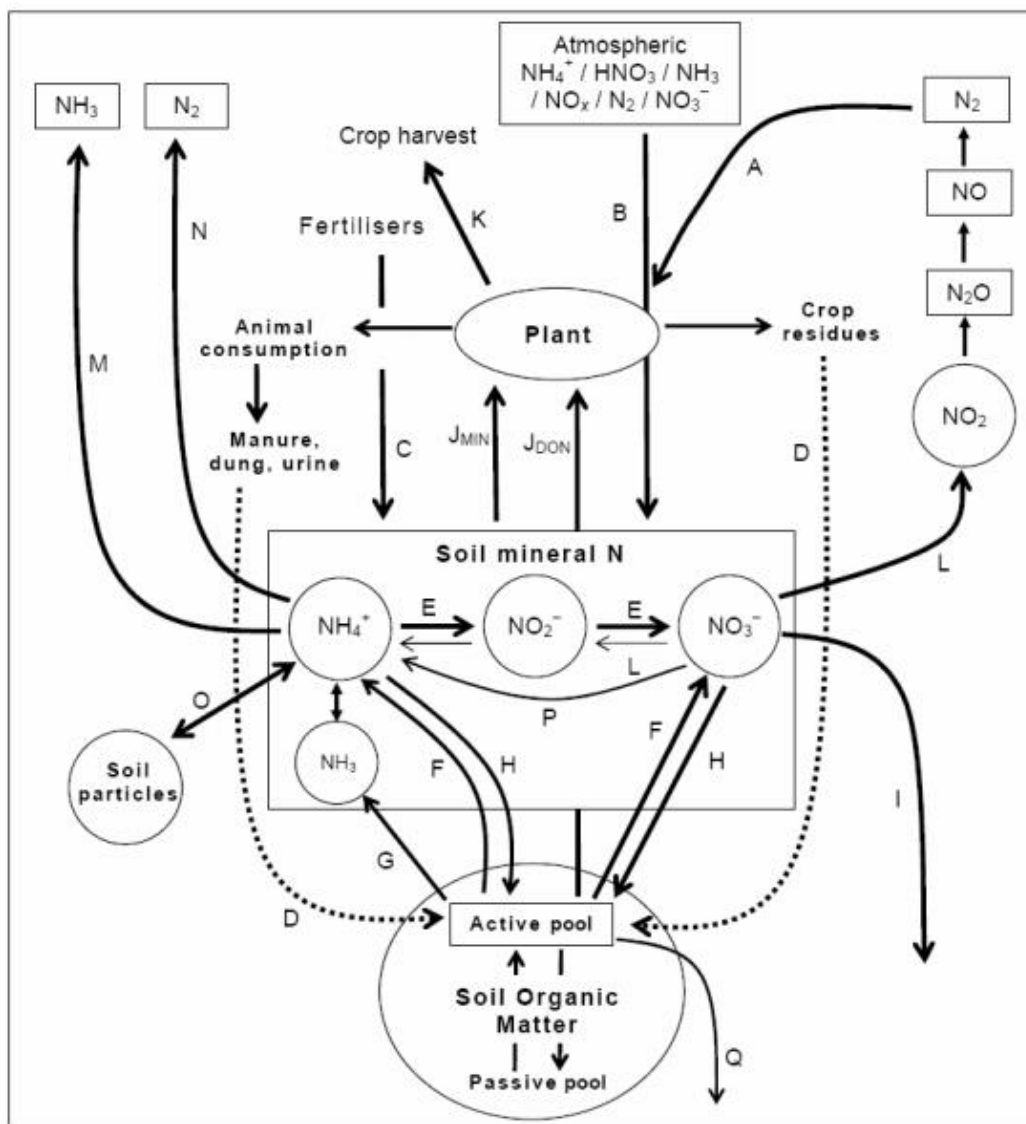 Atmospheric
NH₄⁺ / HNO₃ / NH₃
/ NOₓ / N₂ / NO₃⁻
NH₃
N₂
N₂
Crop harvest
A
NO
K
B
N
Fertilisers
N₂O
Animal
consumption
Plant
Crop
residues
M
NO₂
Manure,
dung, urine
C
J_MIN
J_DON
D
Soil mineral N
L
NH₄⁺
E
NO₂⁻
E
NO₃⁻
L
P
O
Soil
particles
NH₃
F
H
F
H
I
G
D
Active pool
Soil Organic
Matter
Passive pool
Q